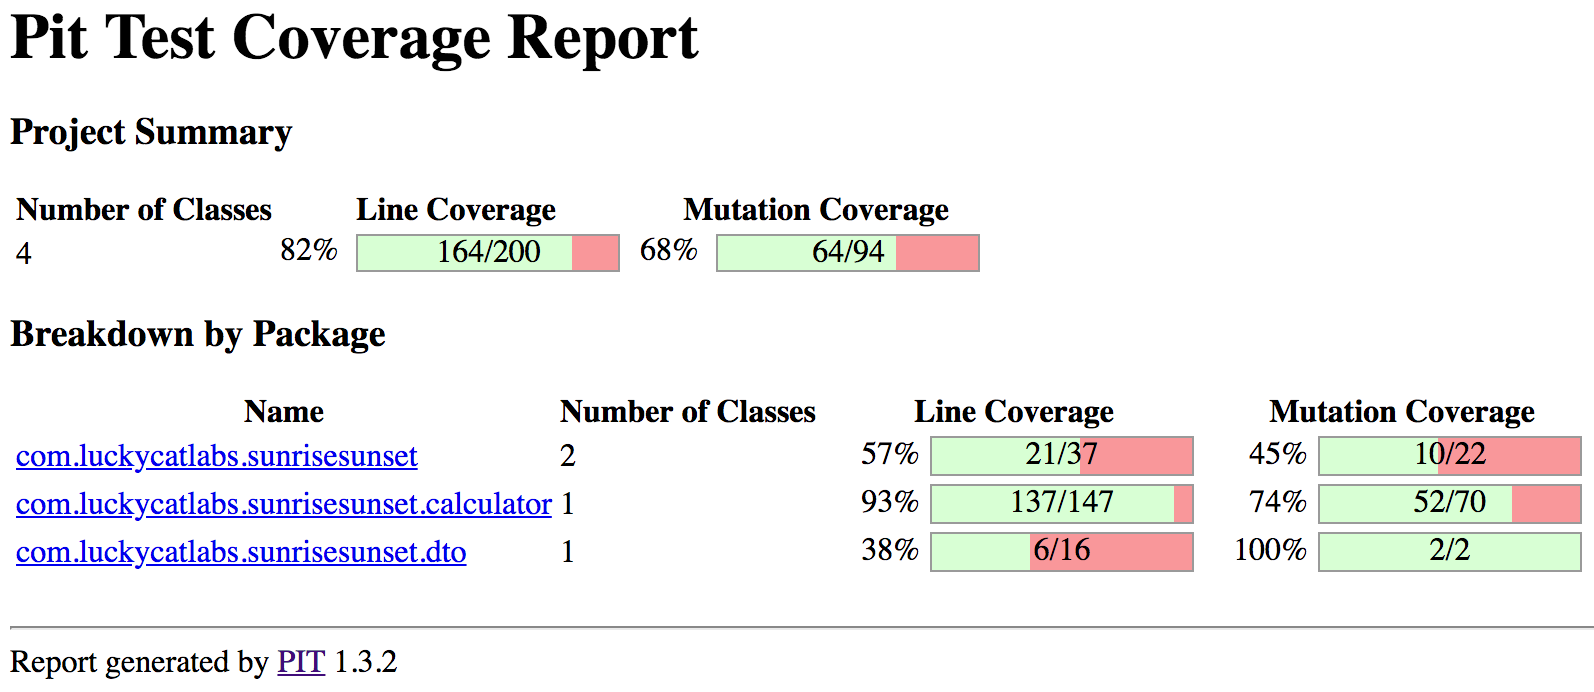 Pit Test Coverage Report
Project Summary
Number of Classes Line Coverage Mutation Coverage
4 82% 164/200 68% 64/94
Breakdown by Package
Name Number of Classes Line Coverage Mutation Coverage
com.luckycatlabs.sunrisesunset 2 57% 21/37 45% 10/22
com.luckycatlabs.sunrisesunset.calculator 1 93% 137/147 74% 52/70
com.luckycatlabs.sunrisesunset.dto 1 38% 6/16 100% 2/2
Report generated by PIT 1.3.2